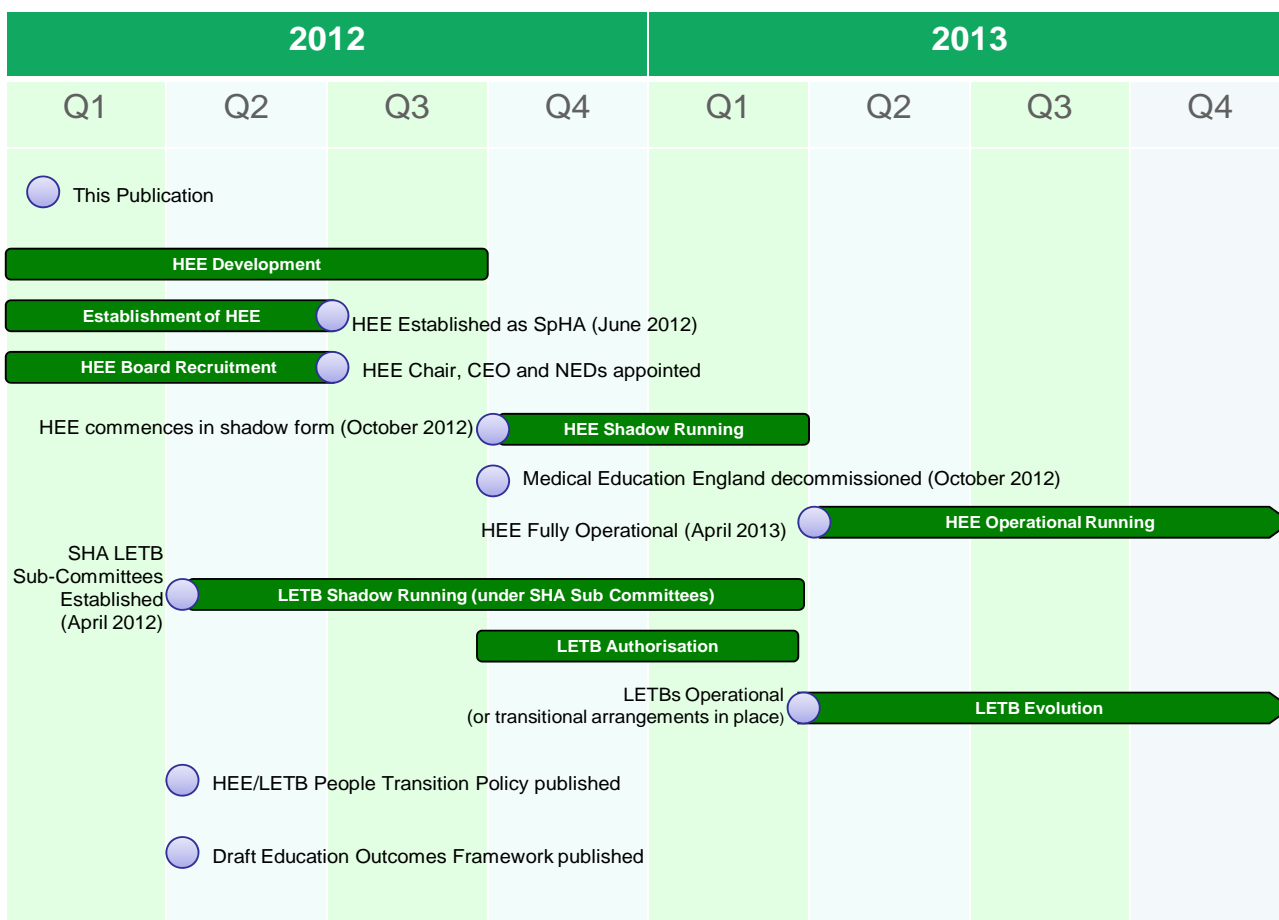 2012
2013
Q1
Q2
Q3
Q4
Q1
Q2
Q3
Q4
This Publication
HEE Development
Establishment of HEE
HEE Established as SpHA (June 2012)
HEE Board Recruitment
HEE Chair, CEO and NEDs appointed
HEE commences in shadow form (October 2012)
HEE Shadow Running
Medical Education England decommissioned (October 2012)
HEE Fully Operational (April 2013)
HEE Operational Running
SHA LETB
Sub-Committees
Established
(April 2012)
LETB Shadow Running (under SHA Sub Committees)
LETB Authorisation
LETBs Operational
(or transitional arrangements in place)
LETB Evolution
HEE/LETB People Transition Policy published
Draft Education Outcomes Framework published